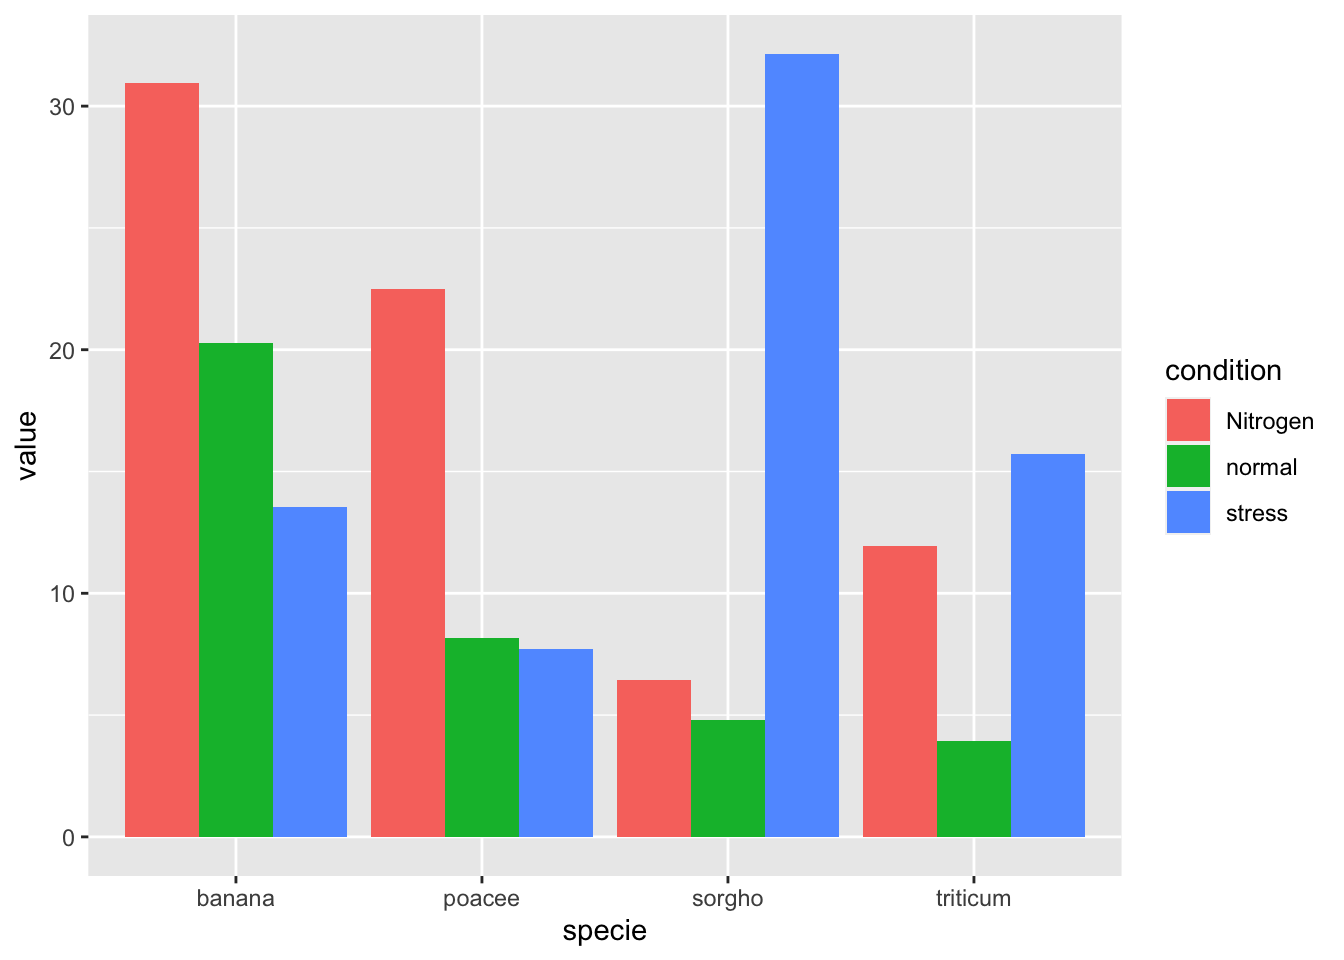 30
20
10
0
value
banana poacee sorgho triticum
specie
condition
Nitrogen
normal
stress